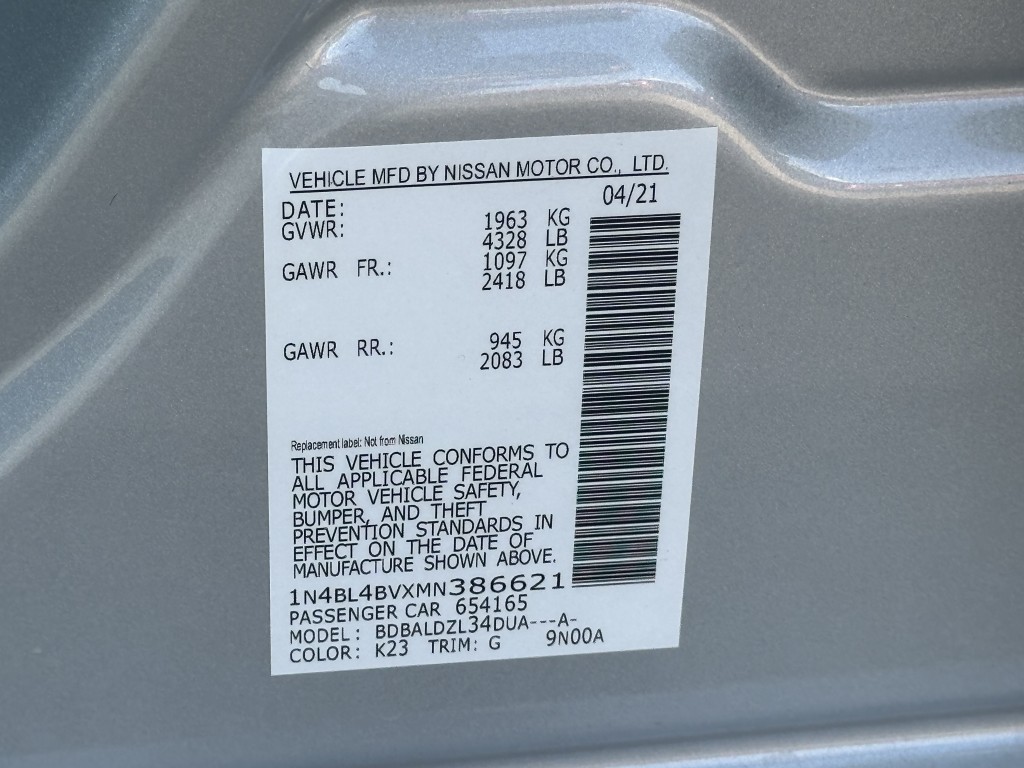 VEHICLE MFD BY NISSAN MOTOR CO., LTD.
DATE: 04/21
GVWR: 1963 KG
4328 LB
GAWR FR.: 1097 KG
2418 LB
GAWR RR.: 945 KG
2083 LB
Replacement label: Not from Nissan
THIS VEHICLE CONFORMS TO
ALL APPLICABLE FEDERAL
MOTOR VEHICLE SAFETY,
BUMPER, AND THEFT
PREVENTION STANDARDS IN
EFFECT ON THE DATE OF
MANUFACTURE SHOWN ABOVE.
1N4BL4BVXMN386621
PASSENGER CAR 654165
MODEL: BDBALDZL34DUA---A-
COLOR: K23 TRIM: G 9N00A